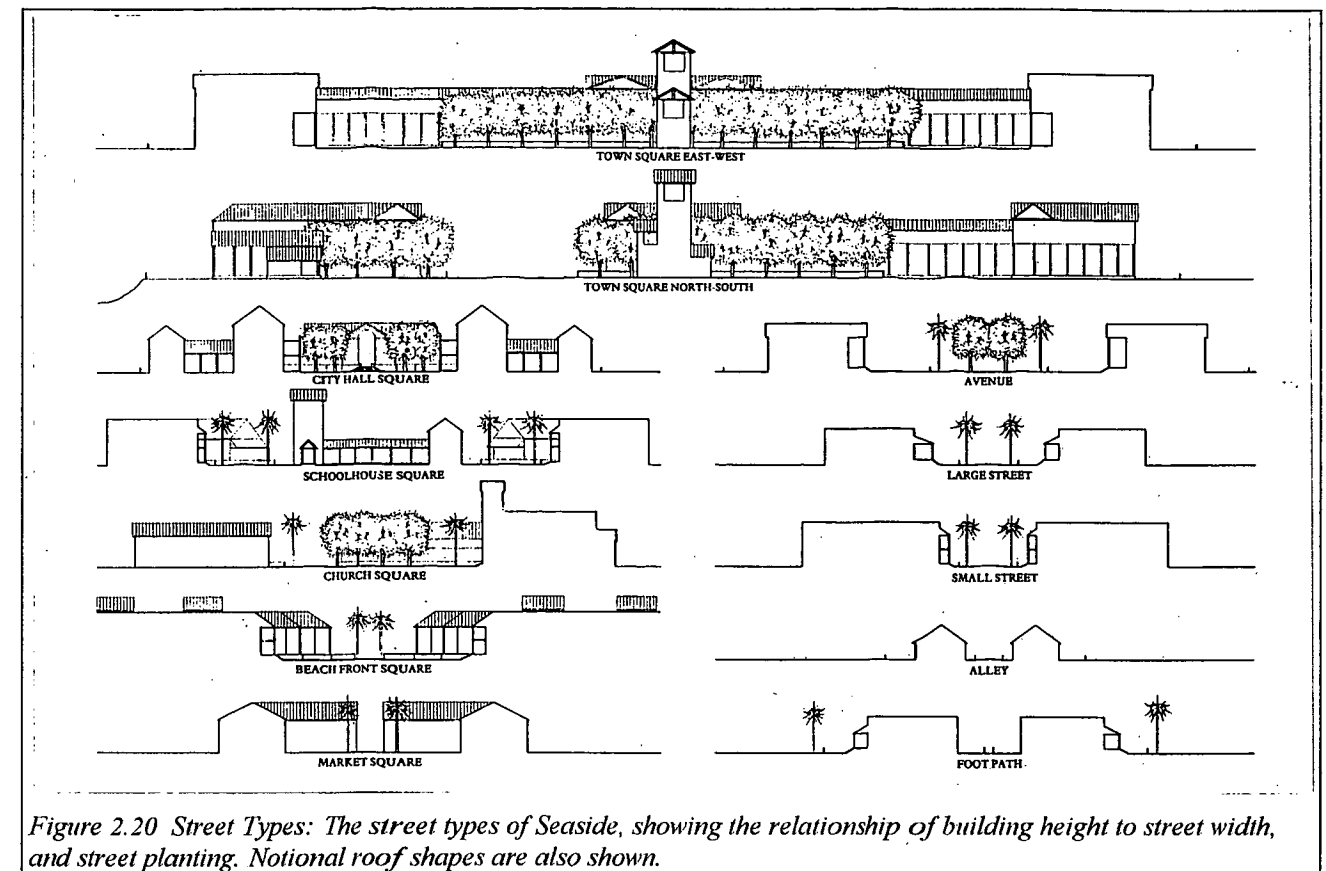 TOWN SQUARE EAST-WEST
TOWN SQUARE NORTH-SOUTH
CITY HALL SQUARE
AVENUE
SCHOOLHOUSE SQUARE
LARGE STREET
CHURCH SQUARE
SMALL STREET
BEACH FRONT SQUARE
ALLEY
MARKET SQUARE
FOOT PATH
Figure 2.20 Street Types: The street types of Seaside, showing the relationship of building height to street width,
and street planting. Notional roof shapes are also shown.